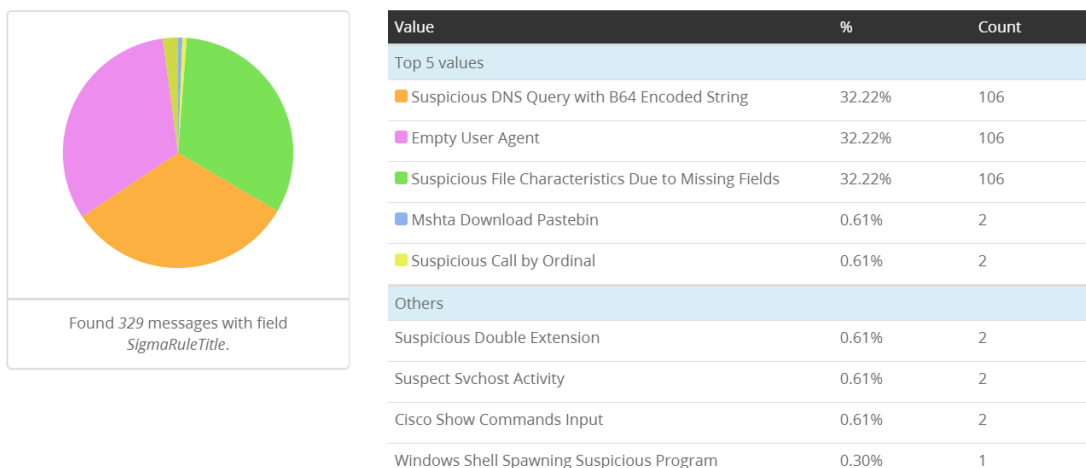 Value % Count
Top 5 values
Suspicious DNS Query with B64 Encoded String 32.22% 106
Empty User Agent 32.22% 106
Suspicious File Characteristics Due to Missing Fields 32.22% 106
Mshta Download Pastebin 0.61% 2
Suspicious Call by Ordinal 0.61% 2
Others
Suspicious Double Extension 0.61% 2
Suspect Svchost Activity 0.61% 2
Cisco Show Commands Input 0.61% 2
Windows Shell Spawning Suspicious Program 0.30% 1
Found 329 messages with field
SigmaRuleTitle.